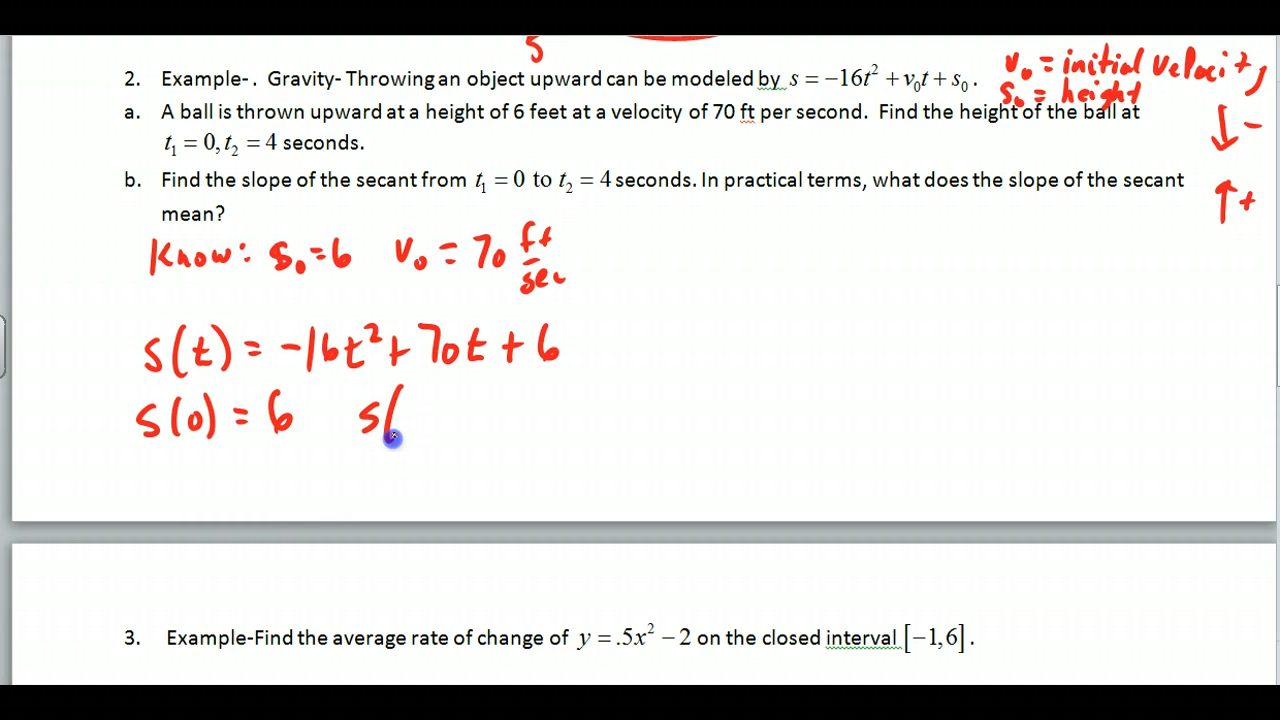 5
2. Example- . Gravity- Throwing an object upward can be modeled by s = −16t² + v₀t + s₀ .
v₀ = initial velocity
s₀ = height
a. A ball is thrown upward at a height of 6 feet at a velocity of 70 ft per second. Find the height of the ball at
t₁ = 0, t₂ = 4 seconds.
↓ −
b. Find the slope of the secant from t₁ = 0 to t₂ = 4 seconds. In practical terms, what does the slope of the secant
mean?
↑ +
Know: s₀ = 6 v₀ = 70 ft/sec
s(t) = −16t² + 70t + 6
s(0) = 6 s(
3. Example-Find the average rate of change of y = .5x² − 2 on the closed interval [−1,6] .